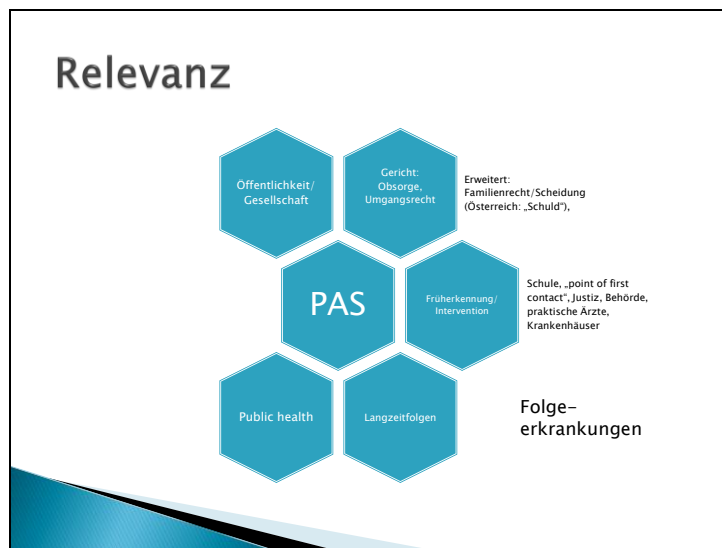 Relevanz
Öffentlichkeit/
Gesellschaft
Gericht:
Obsorge,
Umgangsrecht
Erweitert:
Familienrecht/Scheidung
(Österreich: „Schuld“),
PAS
Früherkennung/
Intervention
Schule, „point of first
contact“, Justiz, Behörde,
praktische Ärzte,
Krankenhäuser
Public health
Langzeitfolgen
Folge-
erkrankungen